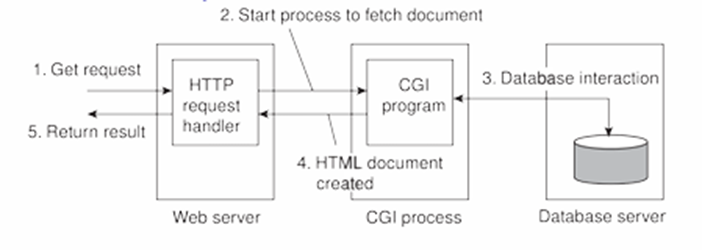 2. Start process to fetch document
1. Get request
HTTP
request
handler
CGI
program
3. Database interaction
5. Return result
4. HTML document
created
Web server
CGI process
Database server